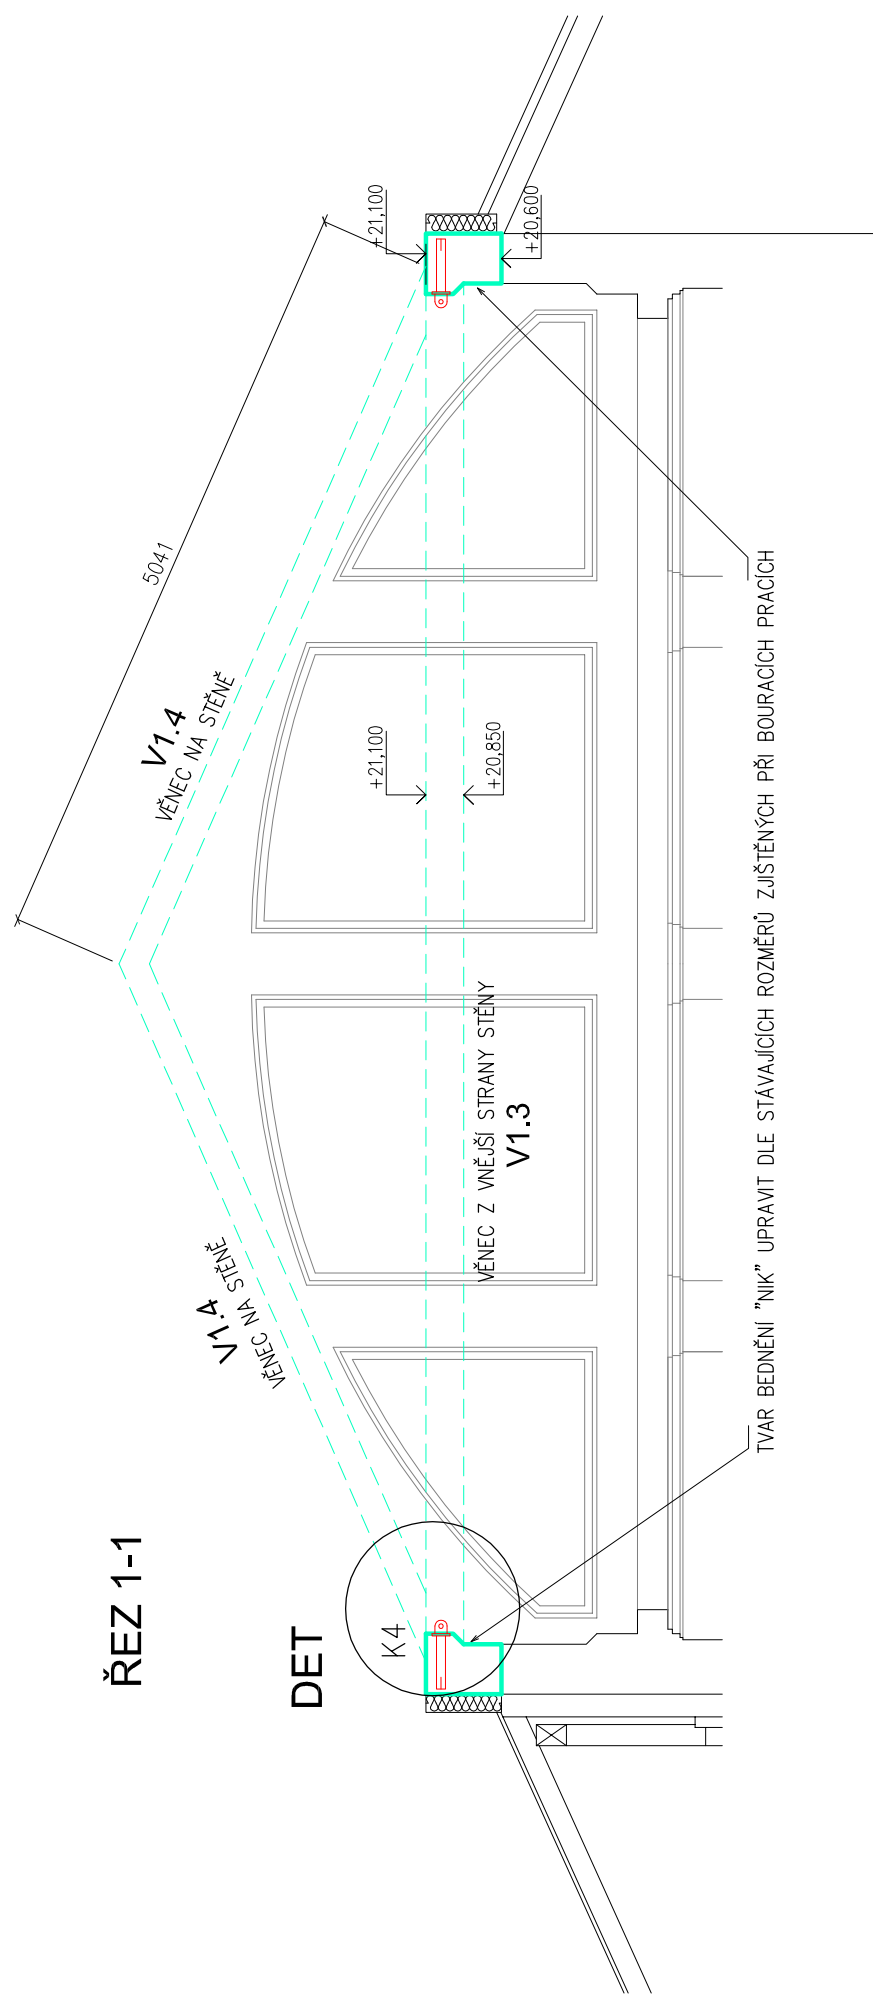 ŘEZ 1-1
DET
K4
V1.4
VĚNEC NA STĚNĚ
V1.4
VĚNEC NA STĚNĚ
5041
+21,100
+20,600
+21,100
+20,850
VĚNEC Z VNĚJŠÍ STRANY STĚNY
V1.3
TVAR BEDNĚNÍ "NIK" UPRAVIT DLE STÁVAJÍCÍCH ROZMĚRŮ ZJIŠTĚNÝCH PŘI BOURACÍCH PRACÍCH